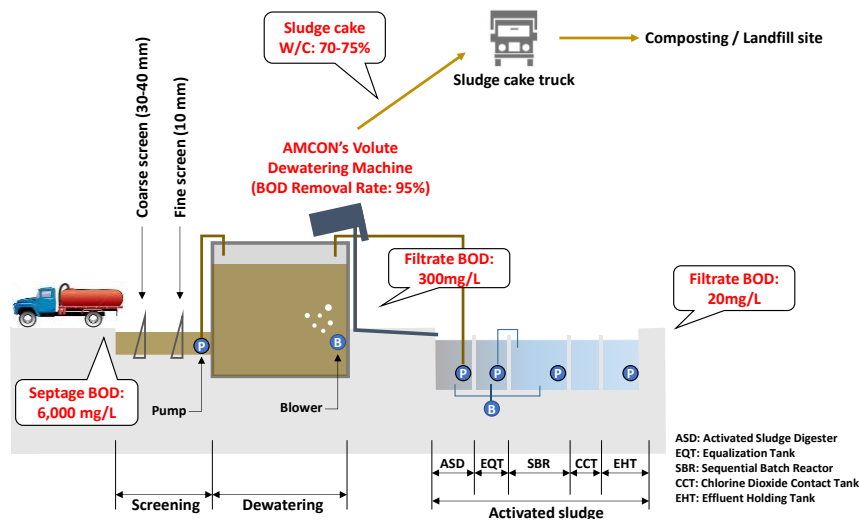 Sludge cake
W/C: 70-75%
Sludge cake truck
Composting / Landfill site
Coarse screen (30-40 mm)
Fine screen (10 mm)
AMCON’s Volute
Dewatering Machine
(BOD Removal Rate: 95%)
Filtrate BOD:
300mg/L
Filtrate BOD:
20mg/L
Septage BOD:
6,000 mg/L
P
B
P
P
P
P
B
Pump
Blower
ASD
EQT
SBR
CCT
EHT
Screening
Dewatering
Activated sludge
ASD: Activated Sludge Digester
EQT: Equalization Tank
SBR: Sequential Batch Reactor
CCT: Chlorine Dioxide Contact Tank
EHT: Effluent Holding Tank